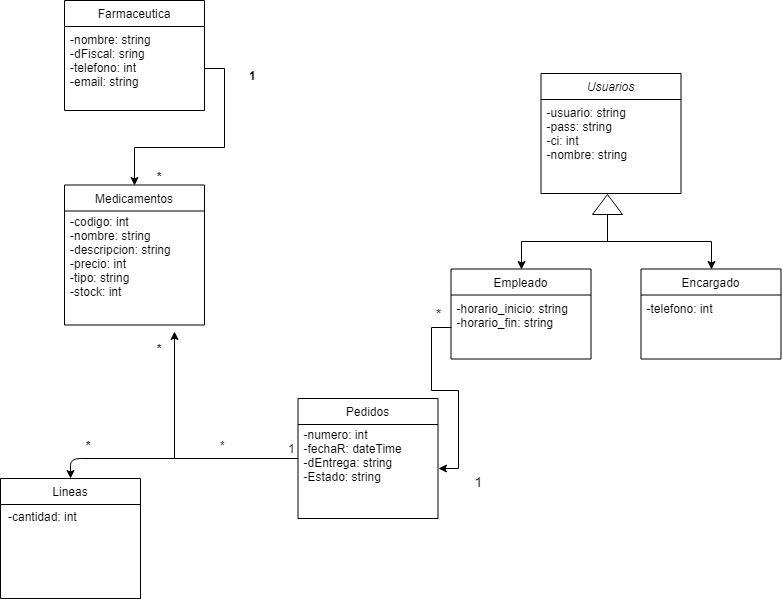 Farmaceutica
-nombre: string
-dFiscal: sring
-telefono: int
-email: string
1
*
Medicamentos
-codigo: int
-nombre: string
-descripcion: string
-precio: int
-tipo: string
-stock: int
*
Usuarios
-usuario: string
-pass: string
-ci: int
-nombre: string
Empleado
-horario_inicio: string
-horario_fin: string
Encargado
-telefono: int
*
1
Pedidos
-numero: int
-fechaR: dateTime
-dEntrega: string
-Estado: string
1
*
*
Lineas
-cantidad: int